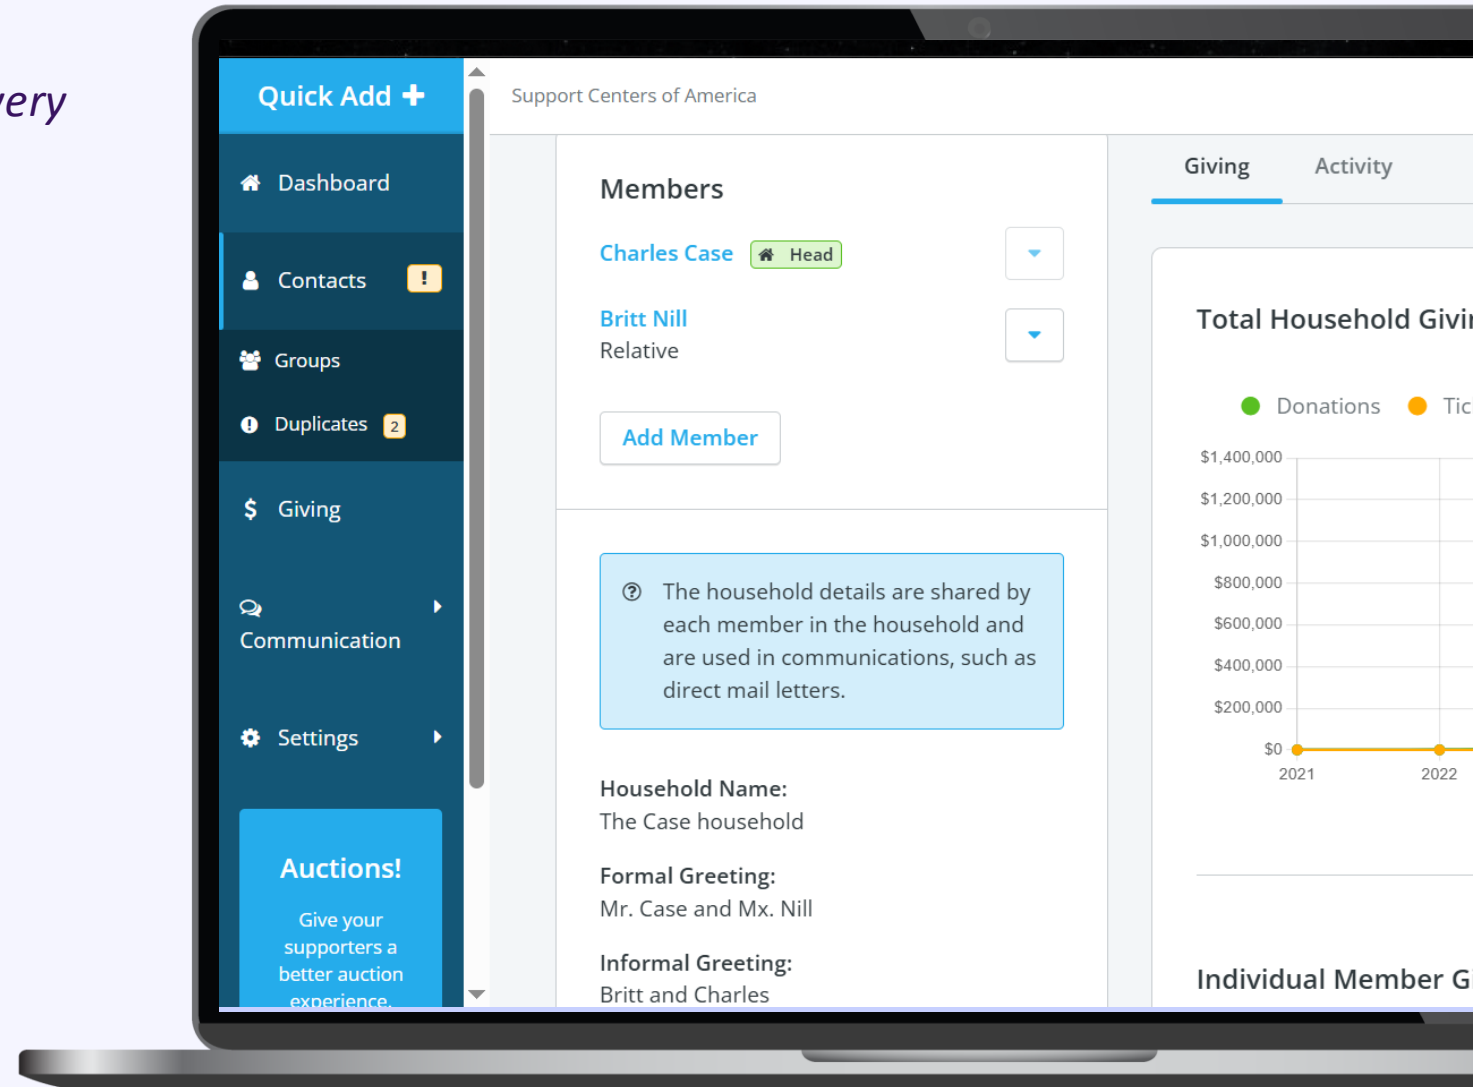 Quick Add
Support Centers of America
Dashboard
Contacts !
Groups
Duplicates 2
Giving
Communication
Settings
Auctions!
Give your
supporters a
better auction
experience.
Members
Charles Case Head
Britt Nill
Relative
Add Member
The household details are shared by
each member in the household and
are used in communications, such as
direct mail letters.
Household Name:
The Case household
Formal Greeting:
Mr. Case and Mx. Nill
Informal Greeting:
Britt and Charles
Giving Activity
Total Household
Donations
$1,400,000
$1,200,000
$1,000,000
$800,000
$600,000
$400,000
$200,000
$0
2021 2022
Individual Member